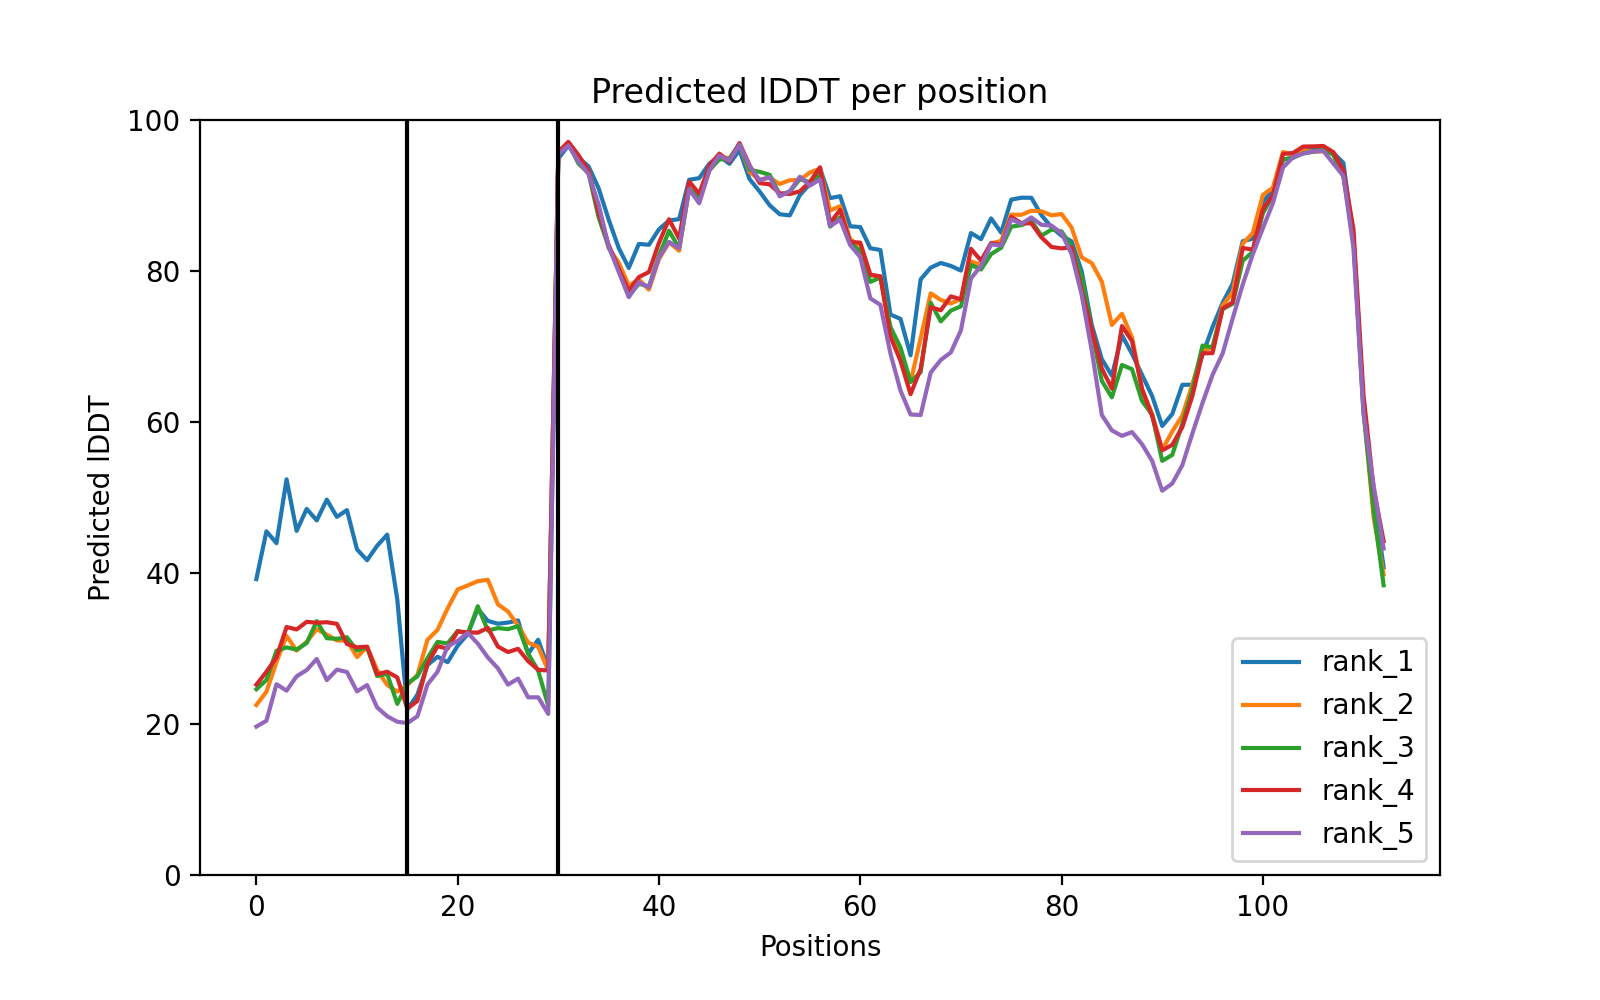 Predicted lDDT per position
100
80
60
40
20
0
Predicted lDDT
0 20 40 60 80 100
Positions
rank_1
rank_2
rank_3
rank_4
rank_5